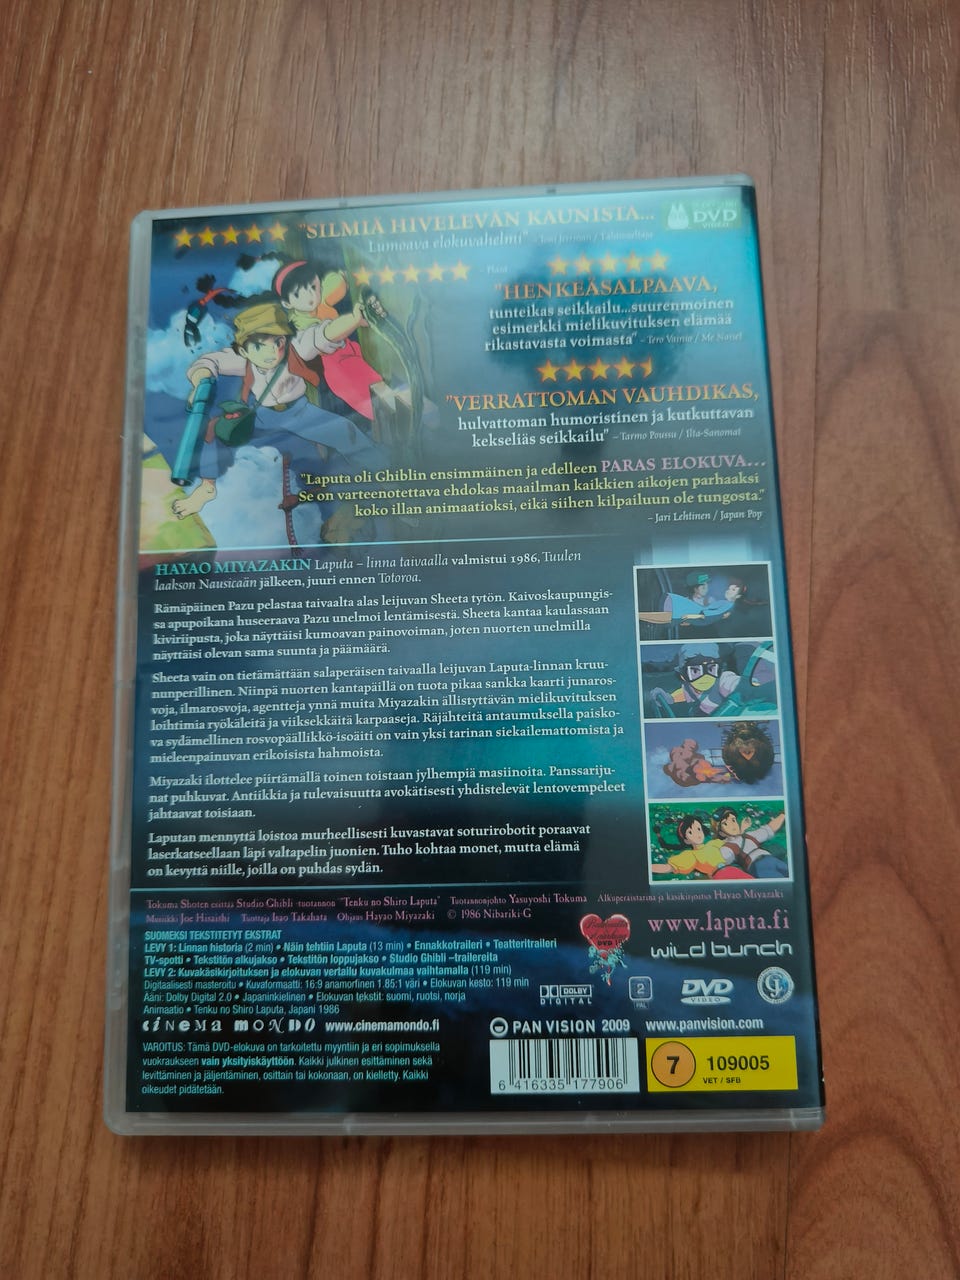 "SILMIÄ HIVELEVÄN KAUNISTA...
Lumoava elokuvahelmi"
DVD
VIDEO
"HENKEÄSALPAAVA,
tunteikas seikkailu...suurenmoinen
esimerkki mielikuvituksen elämää
rikastavasta voimasta" – Tero Vainio / Me Naiset
"VERRATTOMAN VAUHDIKAS,
hulvattoman humoristinen ja kutkuttavan
kekseliäs seikkailu" – Tarmo Poussu / Ilta-Sanomat
"Laputa oli Ghiblin ensimmäinen ja edelleen PARAS ELOKUVA...
Se on varteenotettava ehdokas maailman kaikkien aikojen parhaaksi
koko illan animaatioksi, eikä siihen kilpailuun ole tungosta."
– Jari Lehtinen / Japan Pop
HAYAO MIYAZAKIN Laputa – linna taivaalla valmistui 1986, Tuulen
laakson Nausicaän jälkeen, juuri ennen Totoroa.
Rämäpäinen Pazu pelastaa taivaalta alas leijuvan Sheeta tytön. Kaivoskaupungis-
sa apupoikana huseeraava Pazu unelmoi lentämisestä. Sheeta kantaa kaulassaan
kiviriipusta, joka näyttäisi kumoavan painovoiman, joten nuorten unelmilla
näyttäisi olevan sama suunta ja päämäärä.
Sheeta vain on tietämättään salaperäisen taivaalla leijuvan Laputa-linnan kruu-
nunperillinen. Niinpä nuorten kantapäillä on tuota pikaa sankka kaarti junaros-
voja, ilmarosvoja, agentteja ynnä muita Miyazakin ällistyttävän mielikuvituksen
loihtimia ryökäleitä ja viiksekkäitä karpaaseja. Räjähteitä antaumuksella paisko-
va sydämellinen rosvopäällikkö-isoäiti on vain yksi tarinan siekailemattomista ja
mieleenpainuvan erikoisista hahmoista.
Miyazaki ilottelee piirtämällä toinen toistaan jylhempiä masiinoita. Panssariju-
nat puhkuvat. Antiikkia ja tulevaisuutta avokätisesti yhdistelevät lentovempeleet
jahtaavat toisiaan.
Laputan mennyttä loistoa murheellisesti kuvastavat soturirobotit poraavat
laserkatseellaan läpi valtapelin juonien. Tuho kohtaa monet, mutta elämä
on kevyttä niille, joilla on puhdas sydän.
Tokuma Shoten esittää Studio Ghibli -tuotannon "Tenku no Shiro Laputa" Tuotannonjohto Yasuyoshi Tokuma Alkuperäistarina ja käsikirjoitus Hayao Miyazaki
Musiikki Joe Hisaishi Tuottaja Isao Takahata Ohjaus Hayao Miyazaki © 1986 Nibariki-G
www.laputa.fi
wild bunch
SUOMEKSI TEKSTITETYT EKSTRAT
LEVY 1: Linnan historia (2 min) • Näin tehtiin Laputa (13 min) • Ennakkotraileri • Teatteritraileri
TV-spotti • Tekstitön alkujakso • Tekstitön loppujakso • Studio Ghibli –trailereita
LEVY 2: Kuvakäsikirjoituksen ja elokuvan vertailu kuvakulmaa vaihtamalla (119 min)
Digitaalisesti masteroitu • Kuvaformaatti: 16:9 anamorfinen 1.85:1 väri • Elokuvan kesto: 119 min
Ääni: Dolby Digital 2.0 • Japaninkielinen • Elokuvan tekstit: suomi, ruotsi, norja
Animaatio • Tenku no Shiro Laputa, Japani 1986
DOLBY
DIGITAL
2
PAL
DVD
VIDEO
CINEMA MONDO www.cinemamondo.fi
PAN VISION 2009 www.panvision.com
VAROITUS: Tämä DVD-elokuva on tarkoitettu myyntiin ja eri sopimuksella
vuokraukseen vain yksityiskäyttöön. Kaikki julkinen esittäminen sekä
levittäminen ja jäljentäminen, osittain tai kokonaan, on kielletty. Kaikki
oikeudet pidätetään.
6 416335 177906
7 109005
VET / SFB